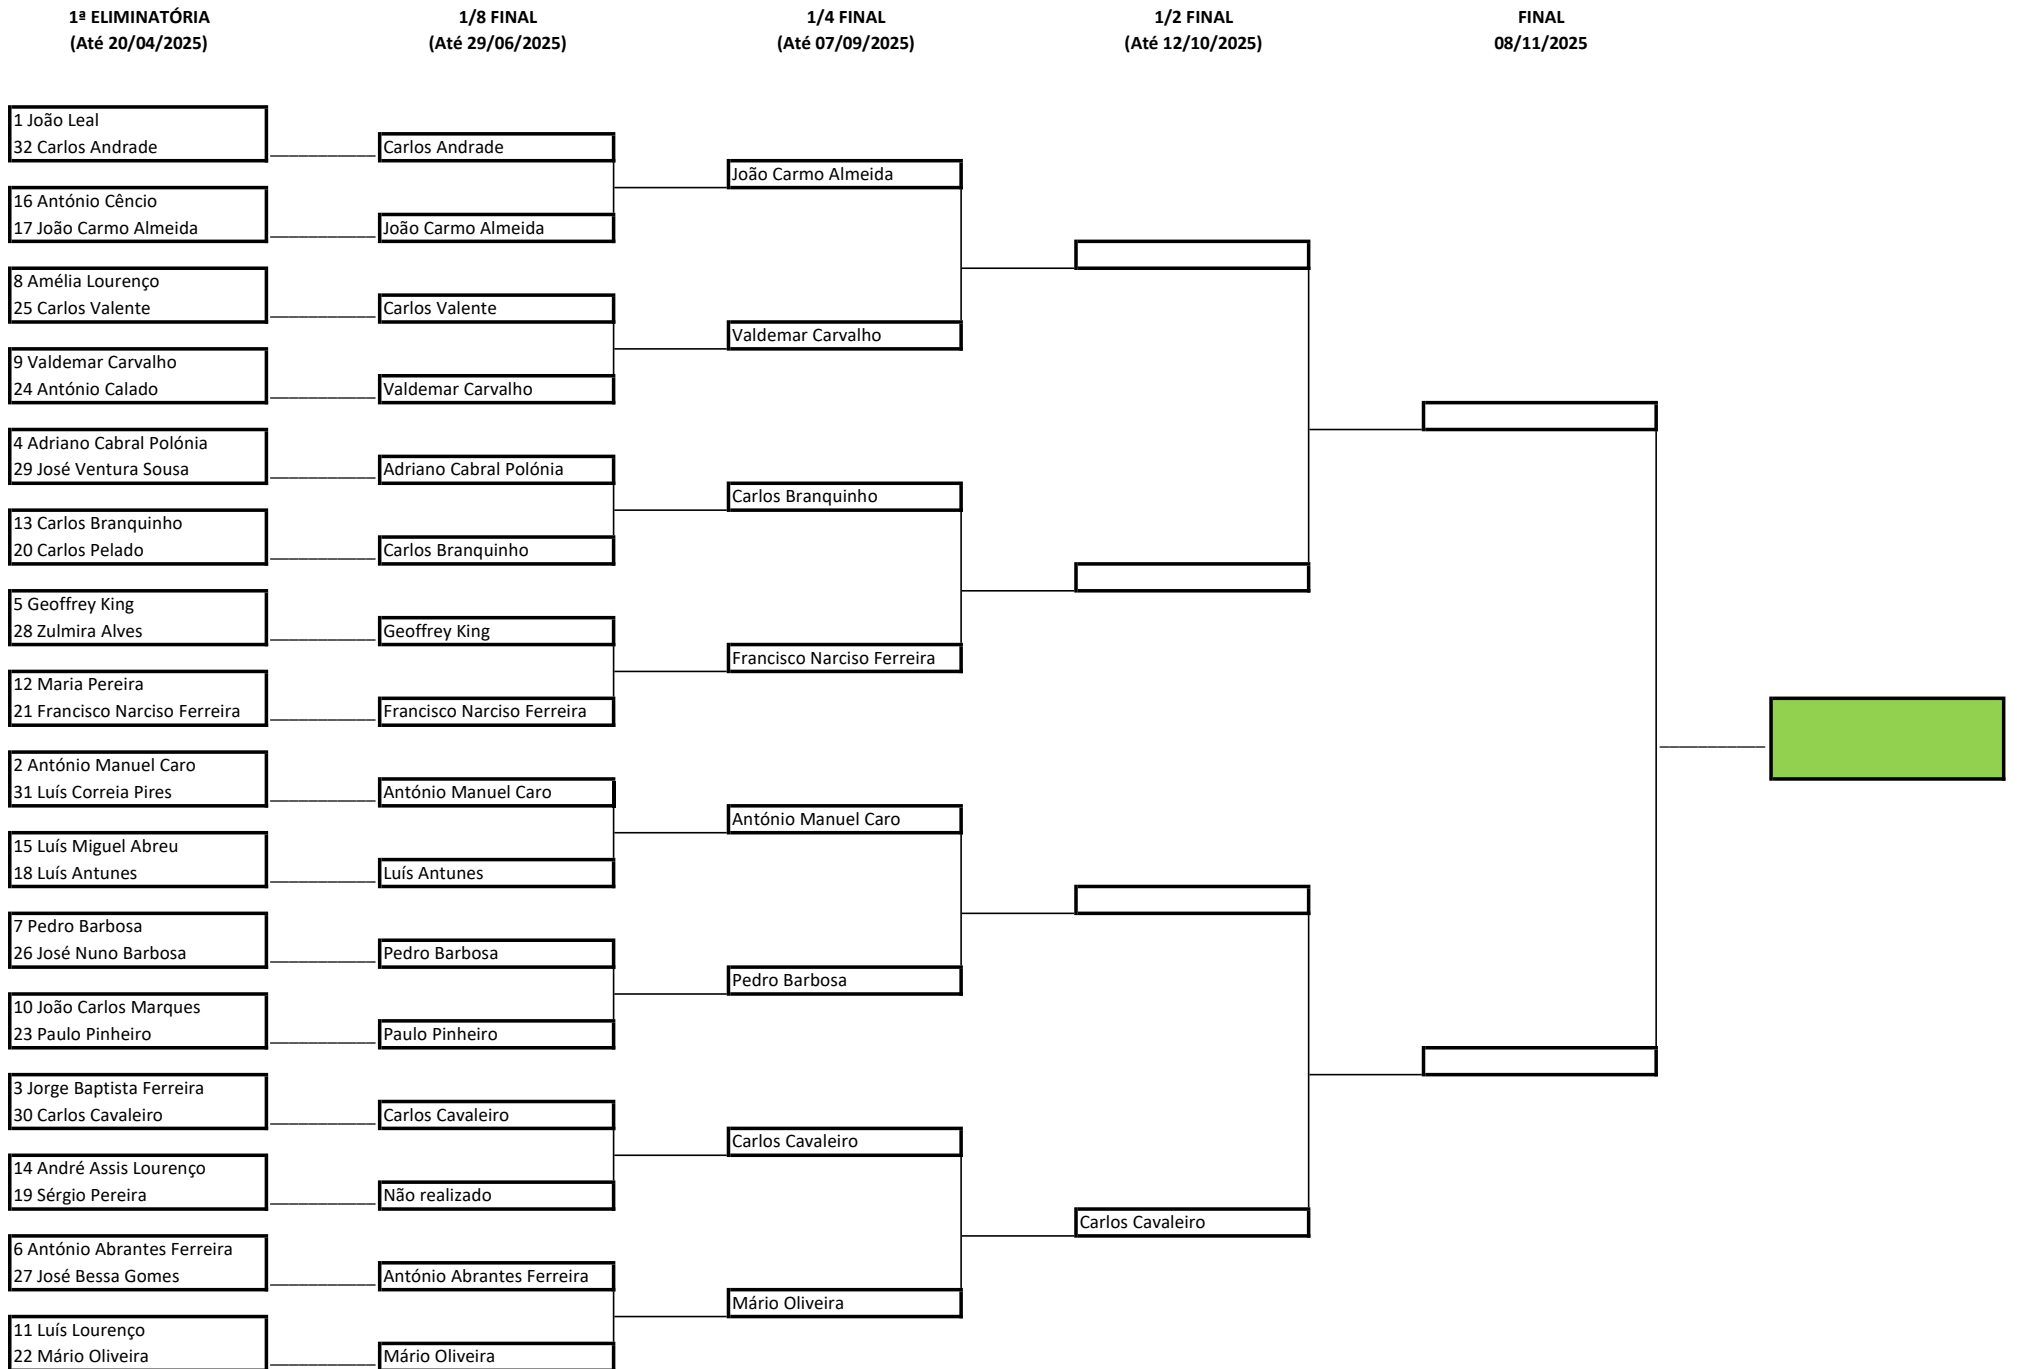 1ª ELIMINATÓRIA
(Até 20/04/2025)
1/8 FINAL
(Até 29/06/2025)
1/4 FINAL
(Até 07/09/2025)
1/2 FINAL
(Até 12/10/2025)
FINAL
08/11/2025
1 João Leal
32 Carlos Andrade
16 António Cêncio
17 João Carmo Almeida
8 Amélia Lourenço
25 Carlos Valente
9 Valdemar Carvalho
24 António Calado
4 Adriano Cabral Polónia
29 José Ventura Sousa
13 Carlos Branquinho
20 Carlos Pelado
5 Geoffrey King
28 Zulmira Alves
12 Maria Pereira
21 Francisco Narciso Ferreira
2 António Manuel Caro
31 Luís Correia Pires
15 Luís Miguel Abreu
18 Luís Antunes
7 Pedro Barbosa
26 José Nuno Barbosa
10 João Carlos Marques
23 Paulo Pinheiro
3 Jorge Baptista Ferreira
30 Carlos Cavaleiro
14 André Assis Lourenço
19 Sérgio Pereira
6 António Abrantes Ferreira
27 José Bessa Gomes
11 Luís Lourenço
22 Mário Oliveira
Carlos Andrade
João Carmo Almeida
Carlos Valente
Valdemar Carvalho
Adriano Cabral Polónia
Carlos Branquinho
Geoffrey King
Francisco Narciso Ferreira
António Manuel Caro
Luís Antunes
Pedro Barbosa
Paulo Pinheiro
Carlos Cavaleiro
Não realizado
António Abrantes Ferreira
Mário Oliveira
João Carmo Almeida
Valdemar Carvalho
Carlos Branquinho
Francisco Narciso Ferreira
António Manuel Caro
Pedro Barbosa
Carlos Cavaleiro
Mário Oliveira
Carlos Cavaleiro